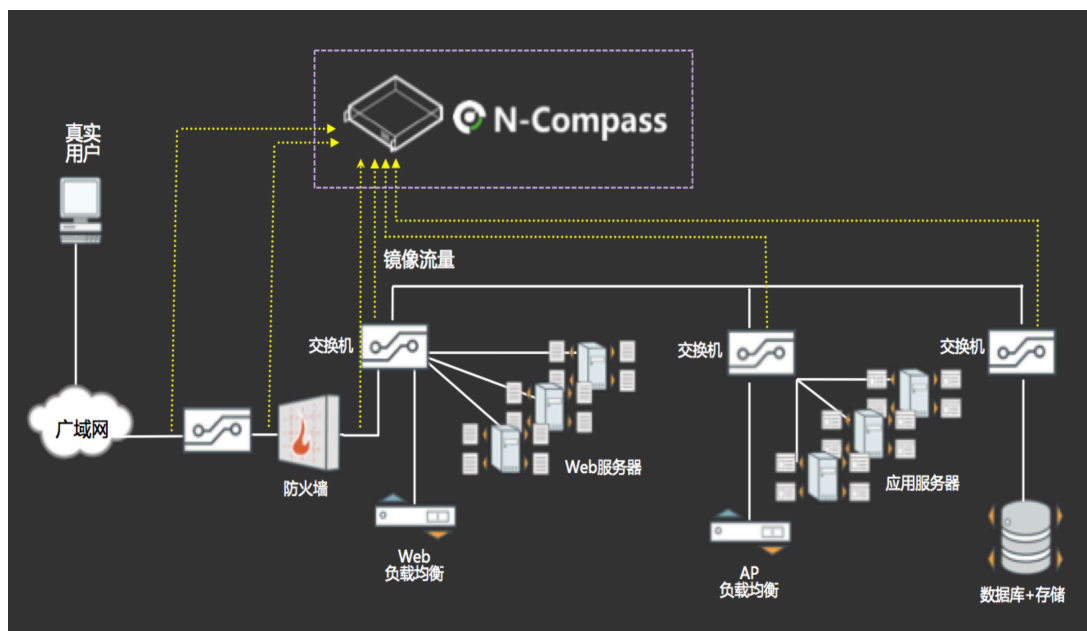 N-Compass
真实
用户
镜像流量
交换机
交换机
交换机
广域网
防火墙
Web服务器
应用服务器
Web
负载均衡
AP
负载均衡
数据库+存储